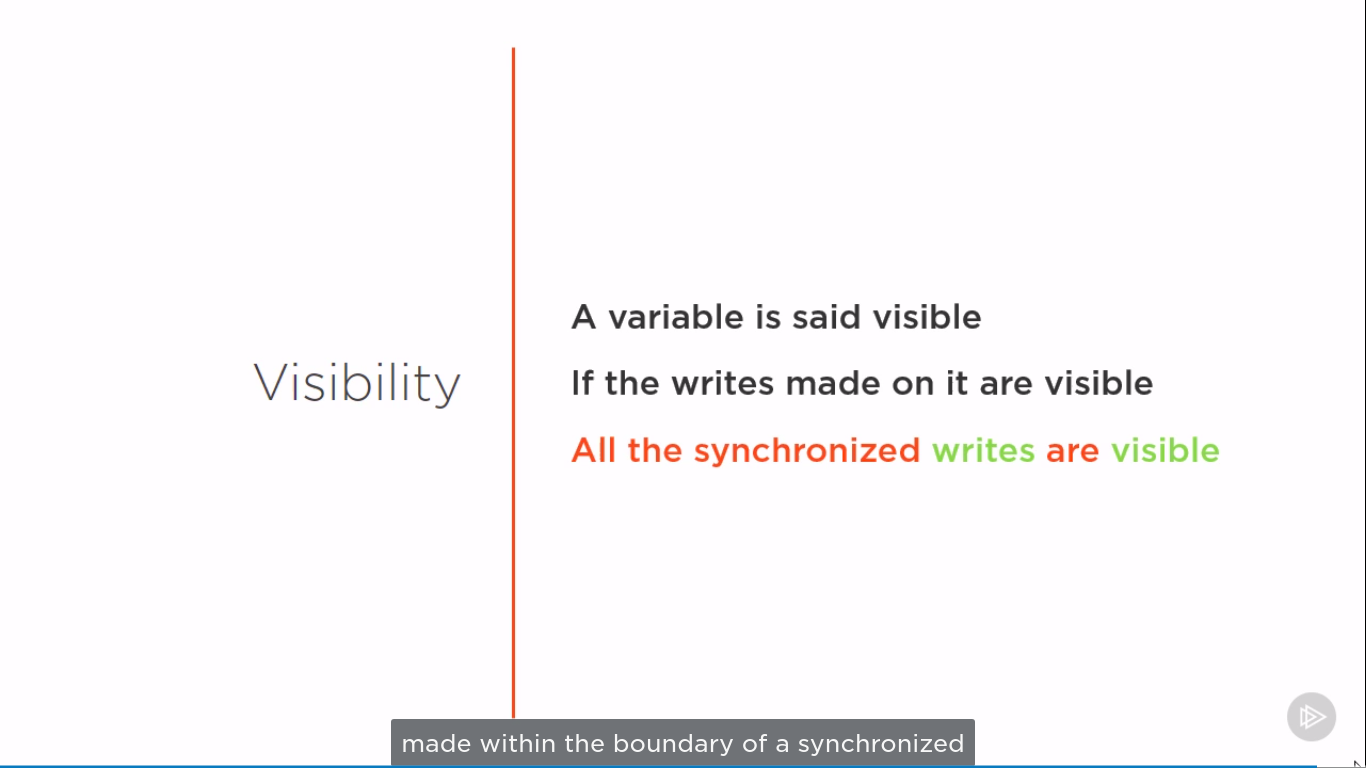 Visibility
A variable is said visible
If the writes made on it are visible
All the synchronized writes are visible
made within the boundary of a synchronized